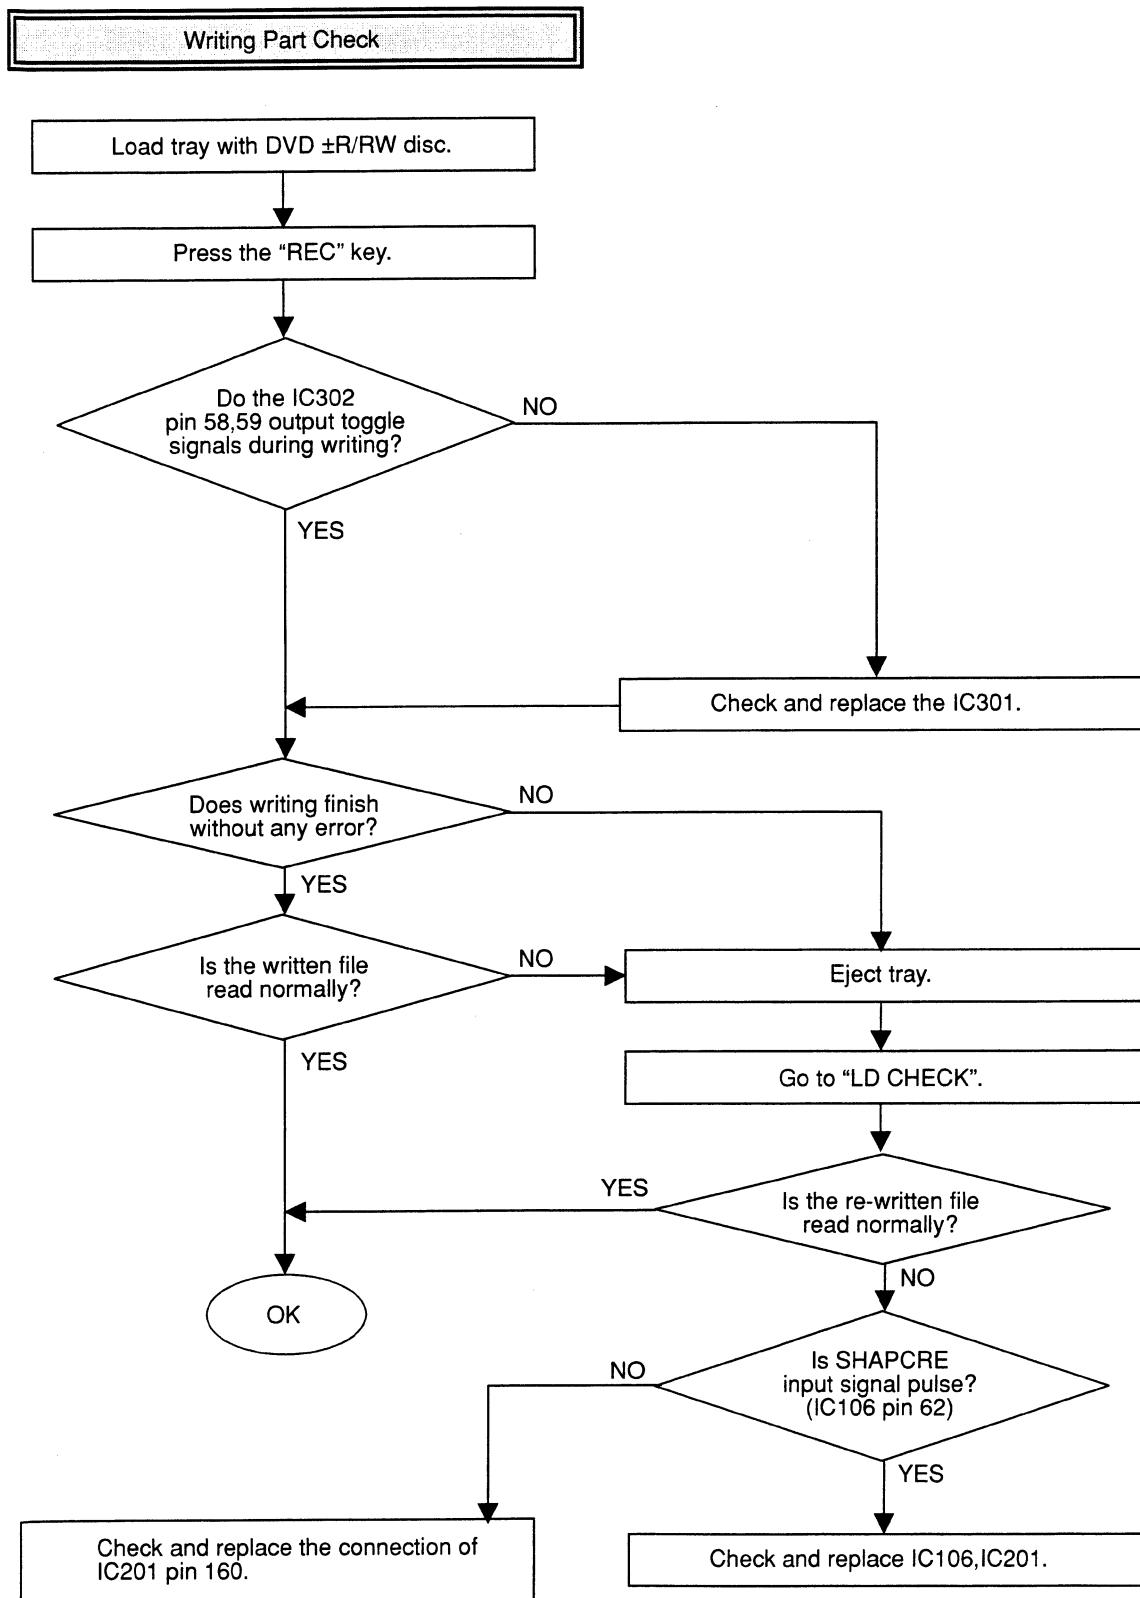 Writing Part Check
Load tray with DVD ±R/RW disc.
Press the “REC” key.
Do the IC302
pin 58,59 output toggle
signals during writing?
NO
YES
Check and replace the IC301.
Does writing finish
without any error?
NO
YES
Is the written file
read normally?
NO
Eject tray.
YES
Go to “LD CHECK”.
YES
Is the re-written file
read normally?
NO
OK
Is SHAPCRE
input signal pulse?
(IC106 pin 62)
NO
YES
Check and replace the connection of
IC201 pin 160.
Check and replace IC106,IC201.